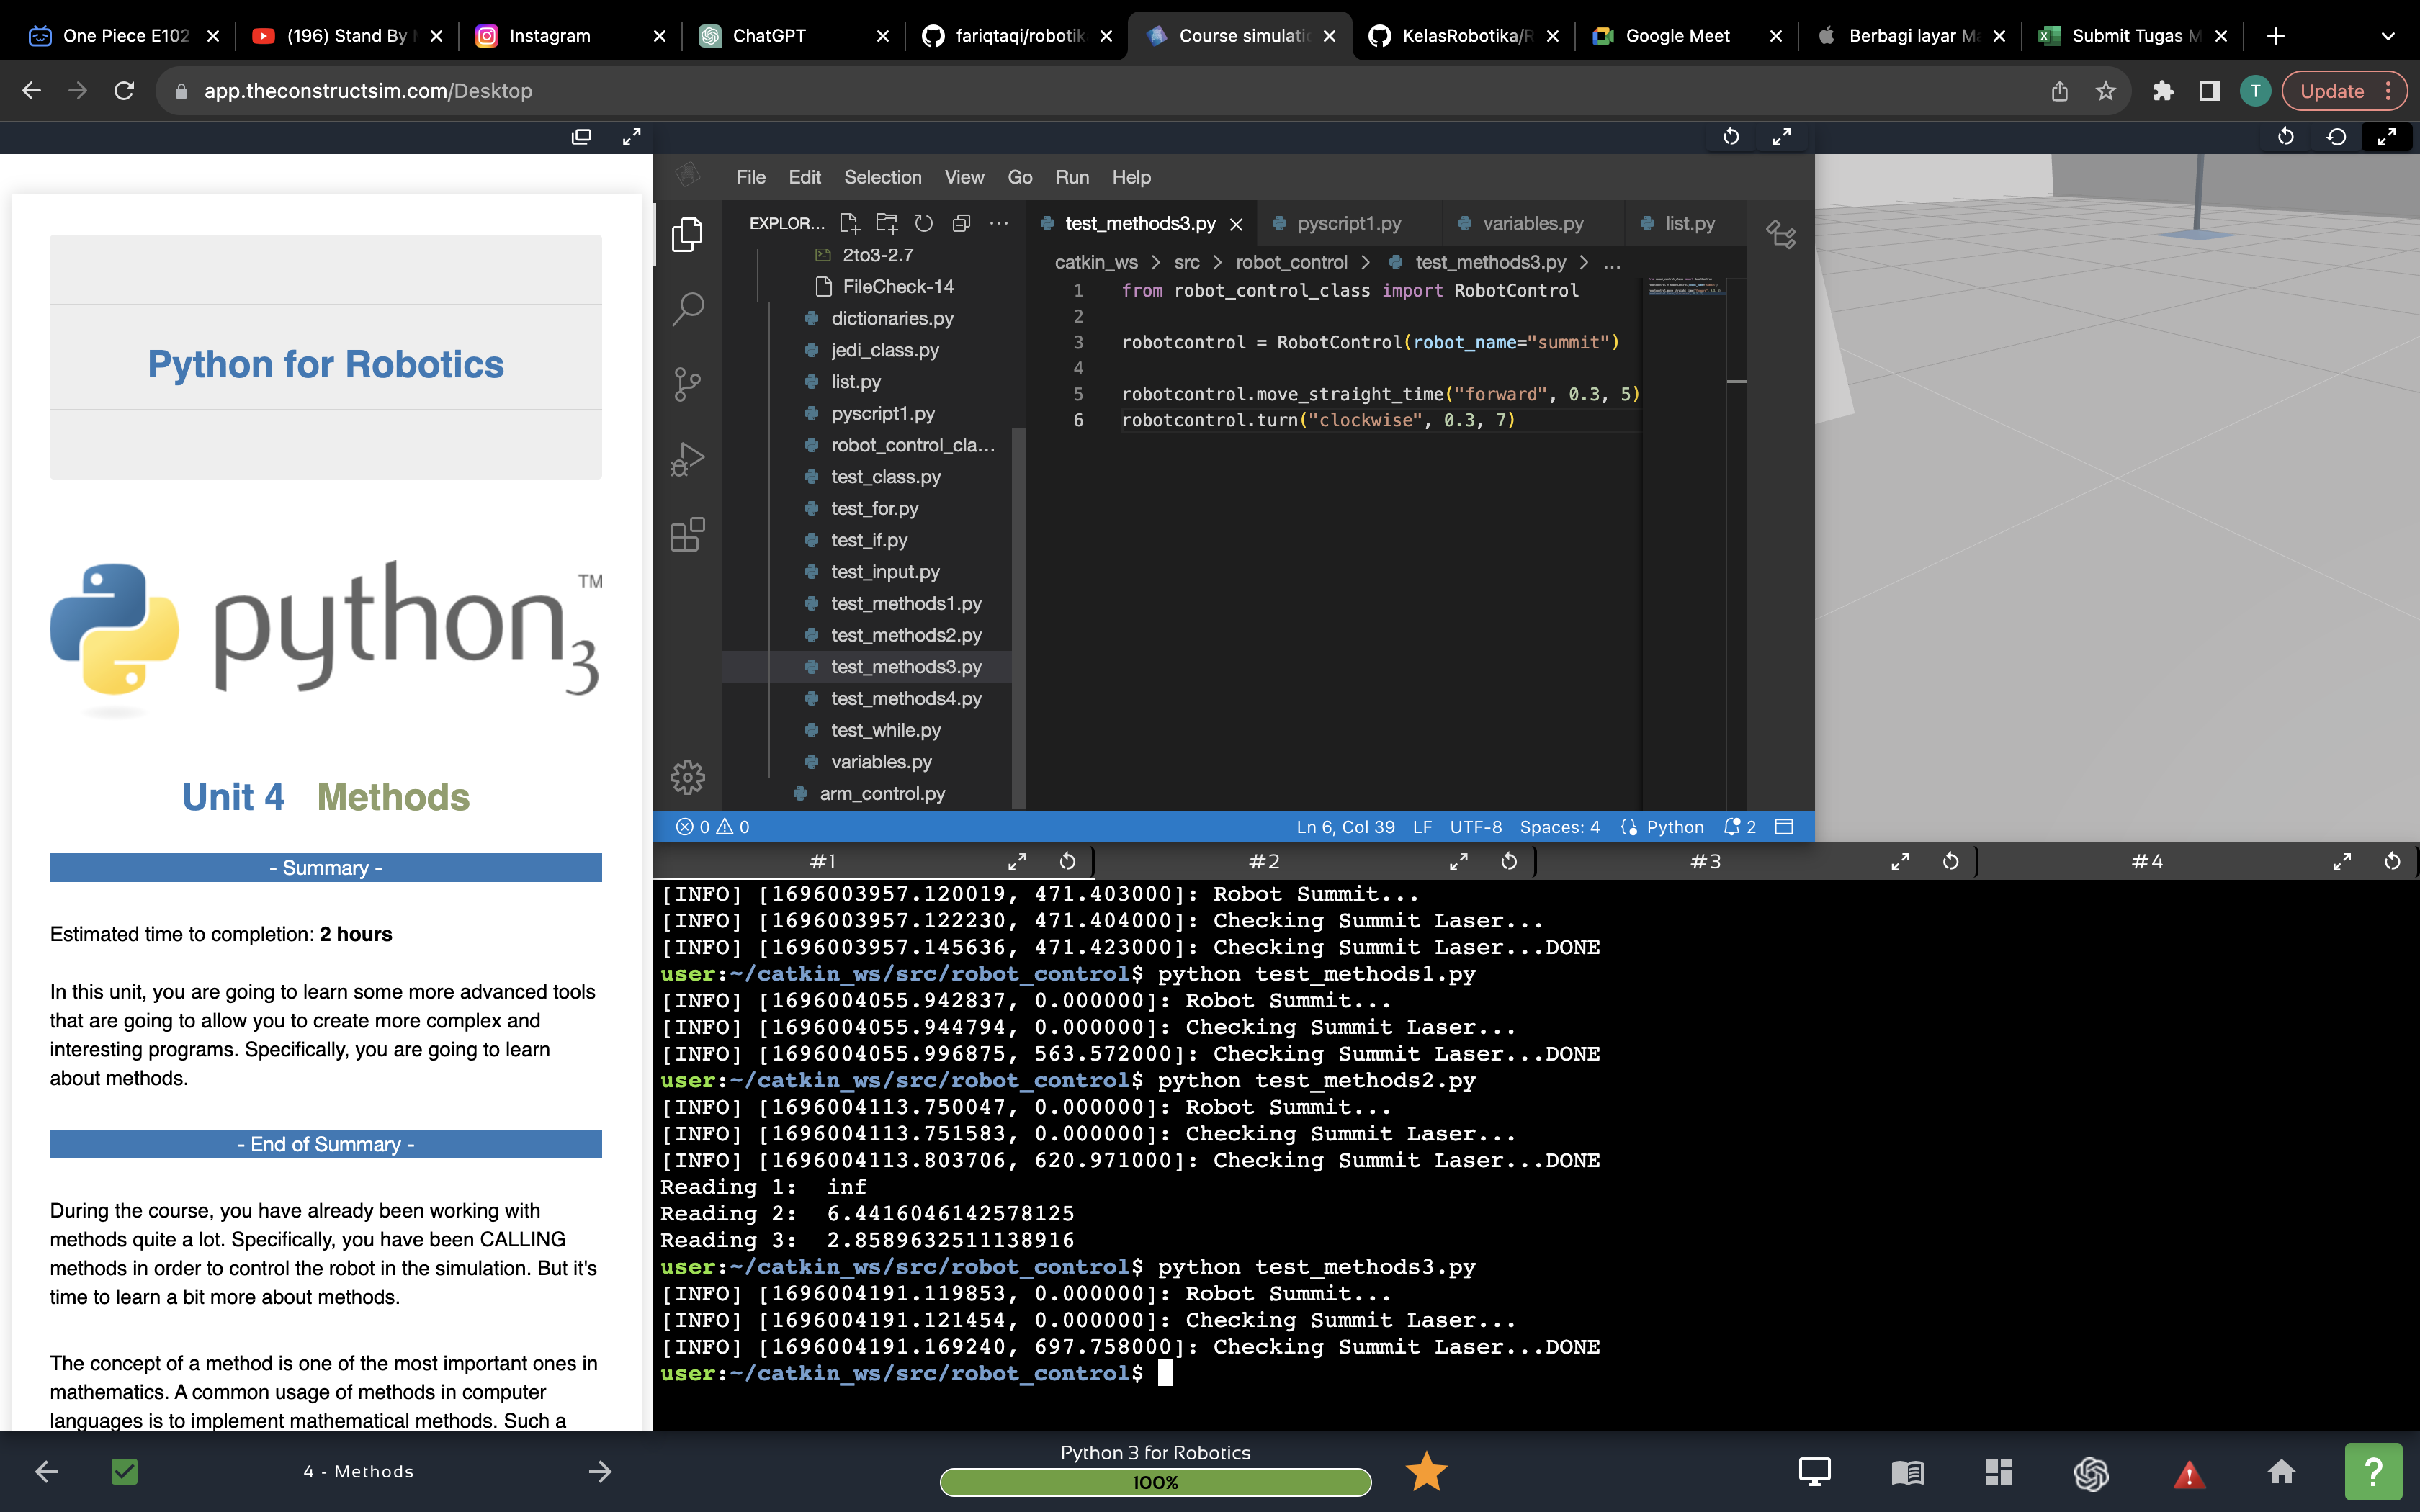 One Piece E102
(196) Stand By
Instagram
ChatGPT
fariqtaqi/robotik
Course simulatio
KelasRobotika/R
Google Meet
Berbagi layar Ma
Submit Tugas M
app.theconstructsim.com/Desktop
T
Update
Python for Robotics
python 3 ™
Unit 4 Methods
- Summary -
Estimated time to completion: 2 hours
In this unit, you are going to learn some more advanced tools
that are going to allow you to create more complex and
interesting programs. Specifically, you are going to learn
about methods.
- End of Summary -
During the course, you have already been working with
methods quite a lot. Specifically, you have been CALLING
methods in order to control the robot in the simulation. But it's
time to learn a bit more about methods.
The concept of a method is one of the most important ones in
mathematics. A common usage of methods in computer
languages is to implement mathematical methods. Such a
File Edit Selection View Go Run Help
EXPLOR...
2to3-2.7
FileCheck-14
dictionaries.py
jedi_class.py
list.py
pyscript1.py
robot_control_cla...
test_class.py
test_for.py
test_if.py
test_input.py
test_methods1.py
test_methods2.py
test_methods3.py
test_methods4.py
test_while.py
variables.py
arm_control.py
test_methods3.py
pyscript1.py
variables.py
list.py
catkin_ws > src > robot_control > test_methods3.py > ...
1 from robot_control_class import RobotControl
2
3 robotcontrol = RobotControl(robot_name="summit")
4
5 robotcontrol.move_straight_time("forward", 0.3, 5)
6 robotcontrol.turn("clockwise", 0.3, 7)
0 0
Ln 6, Col 39 LF UTF-8 Spaces: 4 Python 2
#1 #2 #3 #4
[INFO] [1696003957.120019, 471.403000]: Robot Summit...
[INFO] [1696003957.122230, 471.404000]: Checking Summit Laser...
[INFO] [1696003957.145636, 471.423000]: Checking Summit Laser...DONE
user:~/catkin_ws/src/robot_control$ python test_methods1.py
[INFO] [1696004055.942837, 0.000000]: Robot Summit...
[INFO] [1696004055.944794, 0.000000]: Checking Summit Laser...
[INFO] [1696004055.996875, 563.572000]: Checking Summit Laser...DONE
user:~/catkin_ws/src/robot_control$ python test_methods2.py
[INFO] [1696004113.750047, 0.000000]: Robot Summit...
[INFO] [1696004113.751583, 0.000000]: Checking Summit Laser...
[INFO] [1696004113.803706, 620.971000]: Checking Summit Laser...DONE
Reading 1:  inf
Reading 2:  6.4416046142578125
Reading 3:  2.8589632511138916
user:~/catkin_ws/src/robot_control$ python test_methods3.py
[INFO] [1696004191.119853, 0.000000]: Robot Summit...
[INFO] [1696004191.121454, 0.000000]: Checking Summit Laser...
[INFO] [1696004191.169240, 697.758000]: Checking Summit Laser...DONE
user:~/catkin_ws/src/robot_control$
4 - Methods
Python 3 for Robotics
100%
?